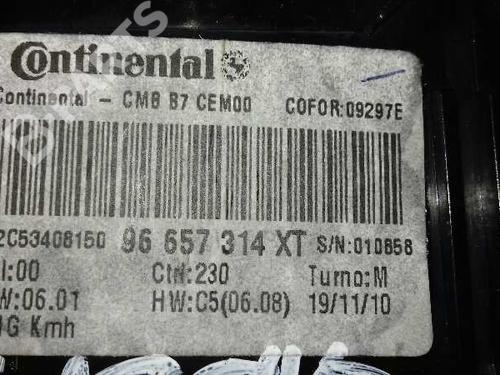 Continental
Continental - CMB B7 CEM00 COFOR:09297E
2C53408150 96 657 314 XT S/N:010858
I:00 Ctn:230 Turno:M
W:06.01 HW:C5(06.08) 19/11/10
G Kmh